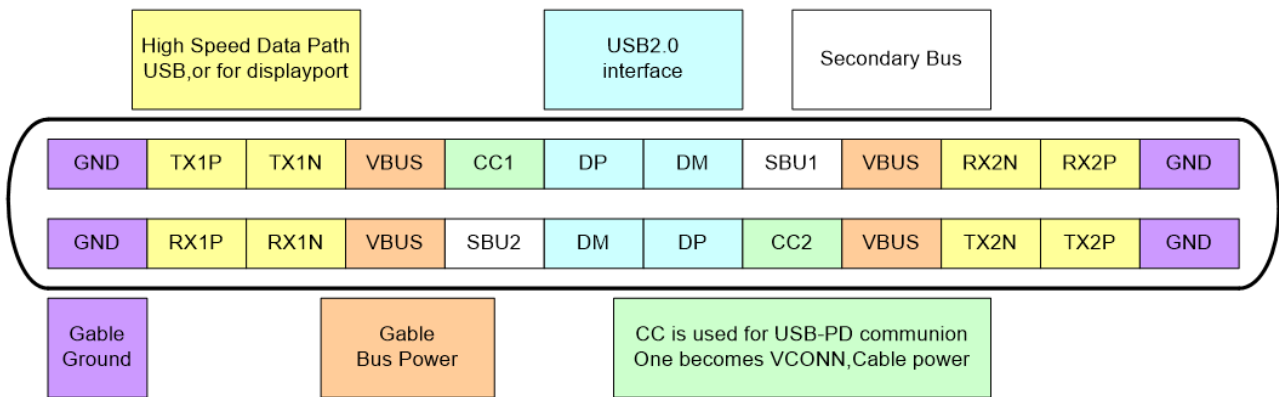 High Speed Data Path
USB,or for displayport
USB2.0
interface
Secondary Bus
GND TX1P TX1N VBUS CC1 DP DM SBU1 VBUS RX2N RX2P GND
GND RX1P RX1N VBUS SBU2 DM DP CC2 VBUS TX2N TX2P GND
Gable
Ground
Gable
Bus Power
CC is used for USB-PD communion
One becomes VCONN,Cable power